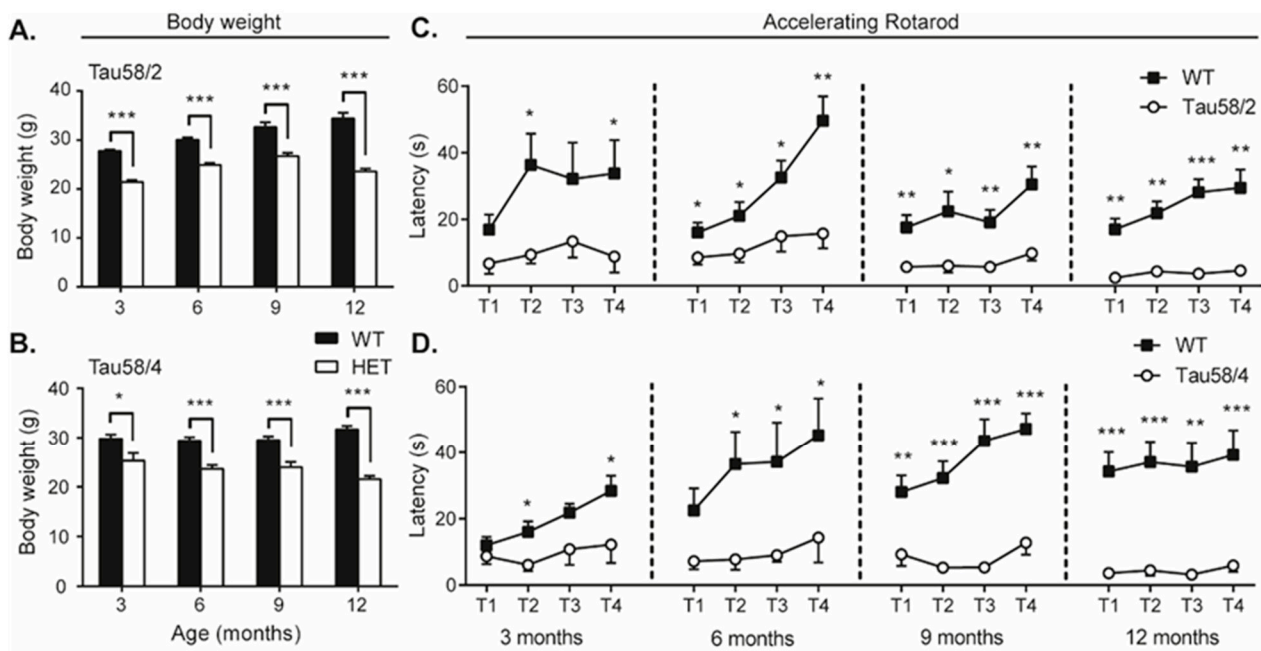 Body weight
Accelerating Rotarod
A.
Tau58/2
Body weight (g)
60
40
30
20
10
0
*** *** *** ***
3 6 9 12
C.
WT
Tau58/2
Latency (s)
60
40
20
0
* *
* * * **
** * ** **
** ** *** **
T1 T2 T3 T4 T1 T2 T3 T4 T1 T2 T3 T4 T1 T2 T3 T4
B.
Tau58/4
WT
HET
Body weight (g)
40
30
20
10
0
* *** *** ***
3 6 9 12
Age (months)
D.
WT
Tau58/4
Latency (s)
60
40
20
0
* *
* * *
** *** *** ***
*** *** ** ***
T1 T2 T3 T4 T1 T2 T3 T4 T1 T2 T3 T4 T1 T2 T3 T4
3 months 6 months 9 months 12 months